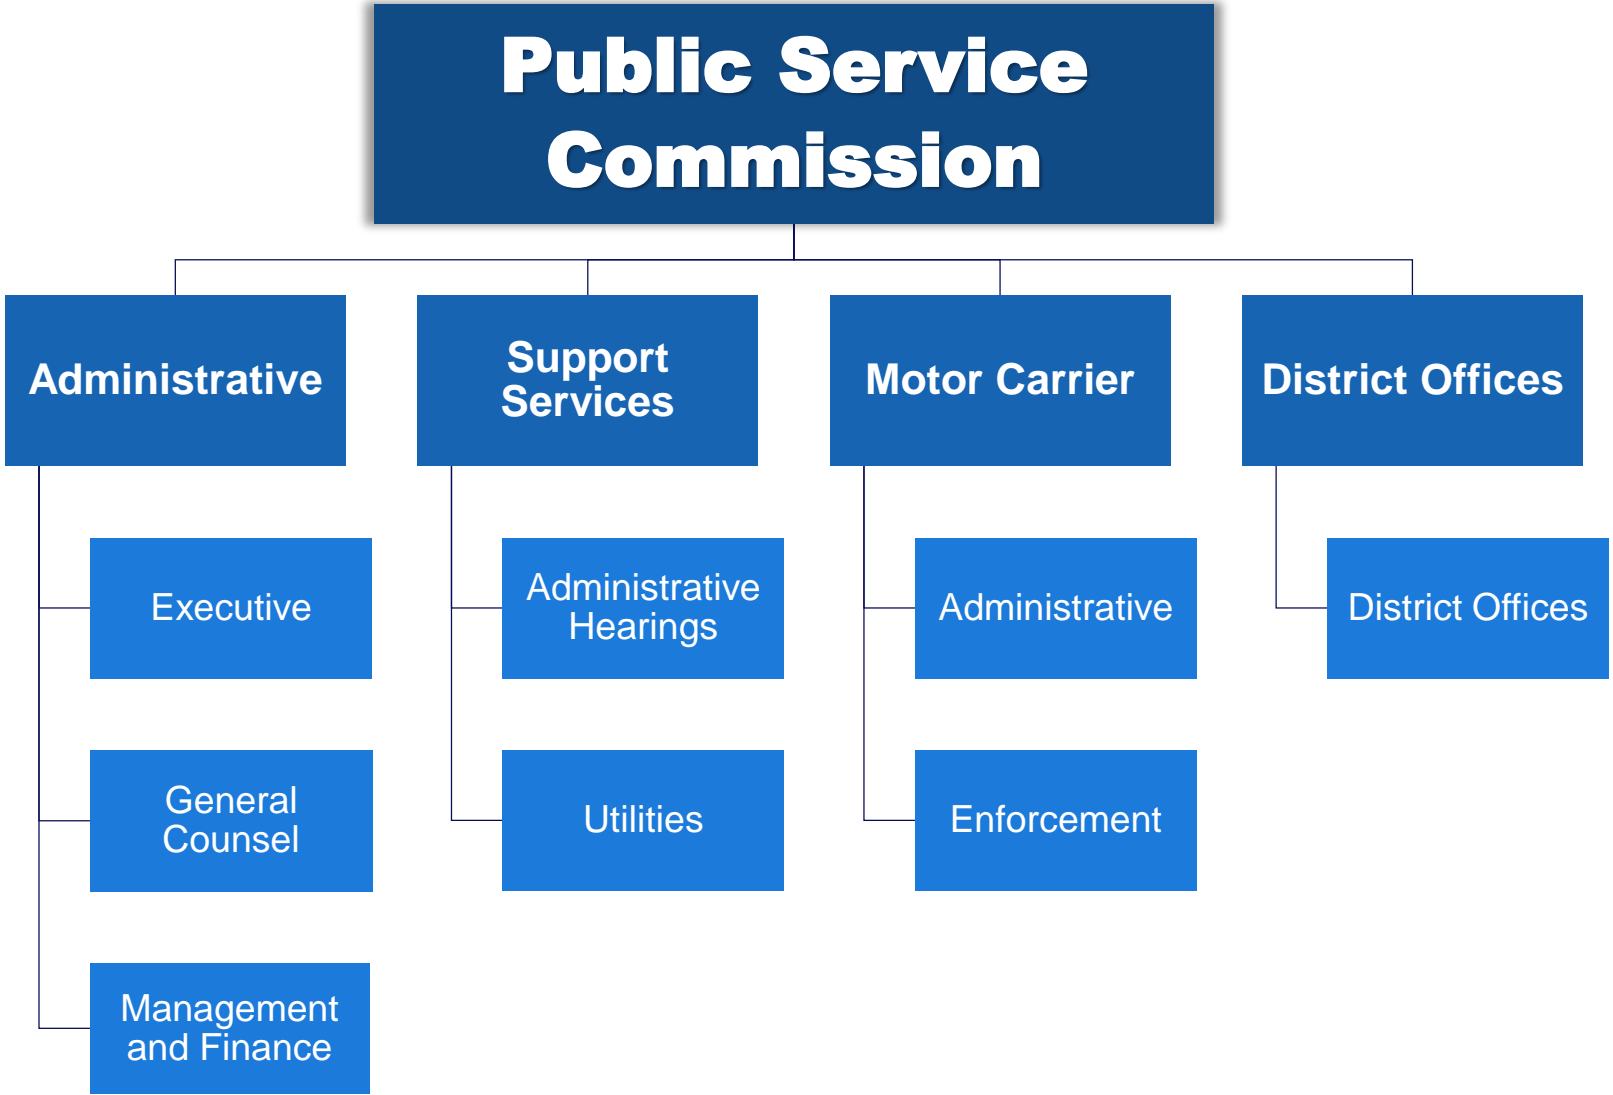 Public Service
Commission
Administrative
Support
Services
Motor Carrier
District Offices
Executive
Administrative
Hearings
Administrative
District Offices
General
Counsel
Utilities
Enforcement
Management
and Finance